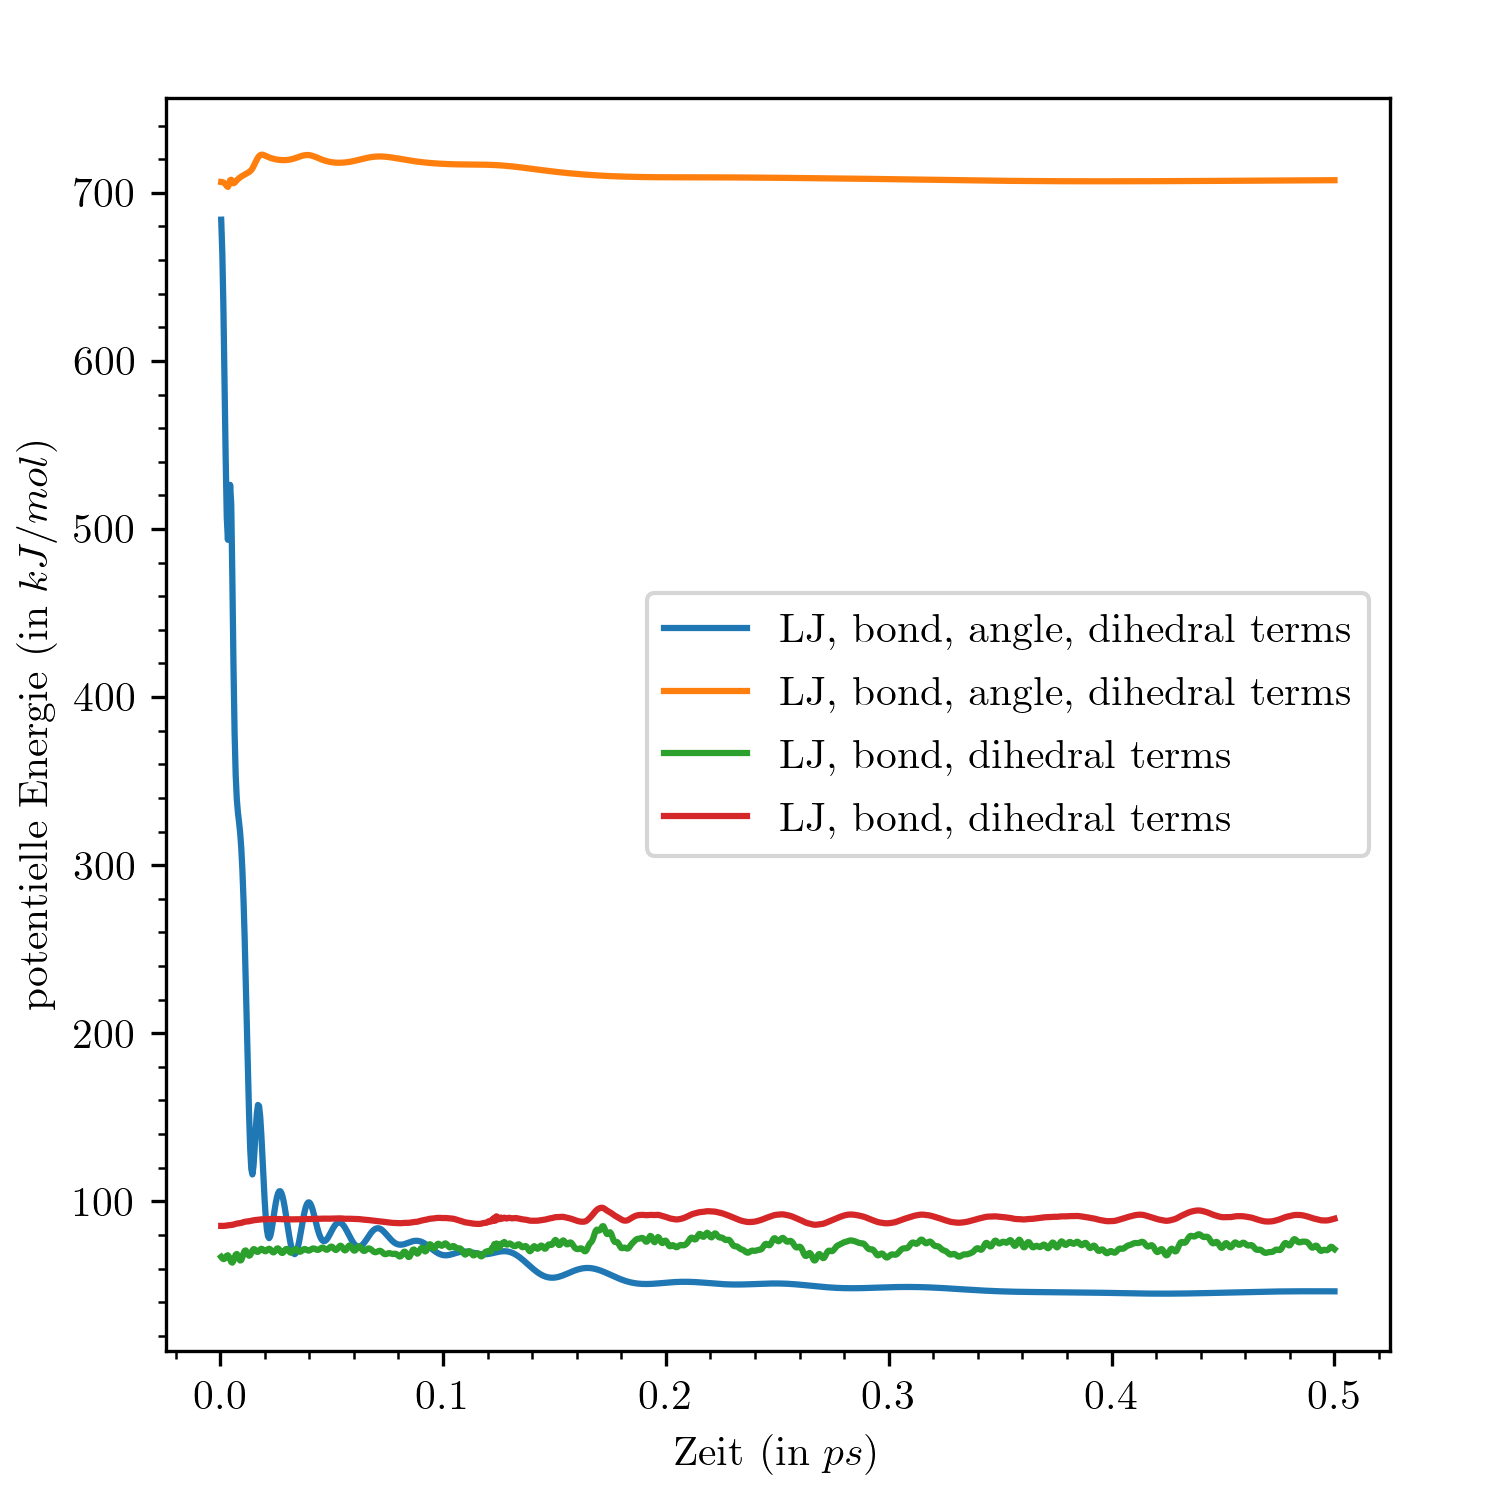 potentielle Energie (in kJ/mol)
700
600
500
400
300
200
100
LJ, bond, angle, dihedral terms
LJ, bond, angle, dihedral terms
LJ, bond, dihedral terms
LJ, bond, dihedral terms
0.0 0.1 0.2 0.3 0.4 0.5
Zeit (in ps)